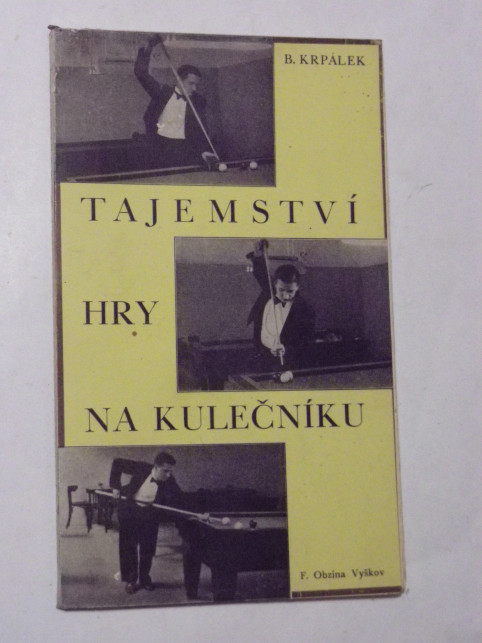 B. KRPÁLEK
TAJEMSTVÍ
HRY
NA KULEČNÍKU
F. Obzina Vyškov